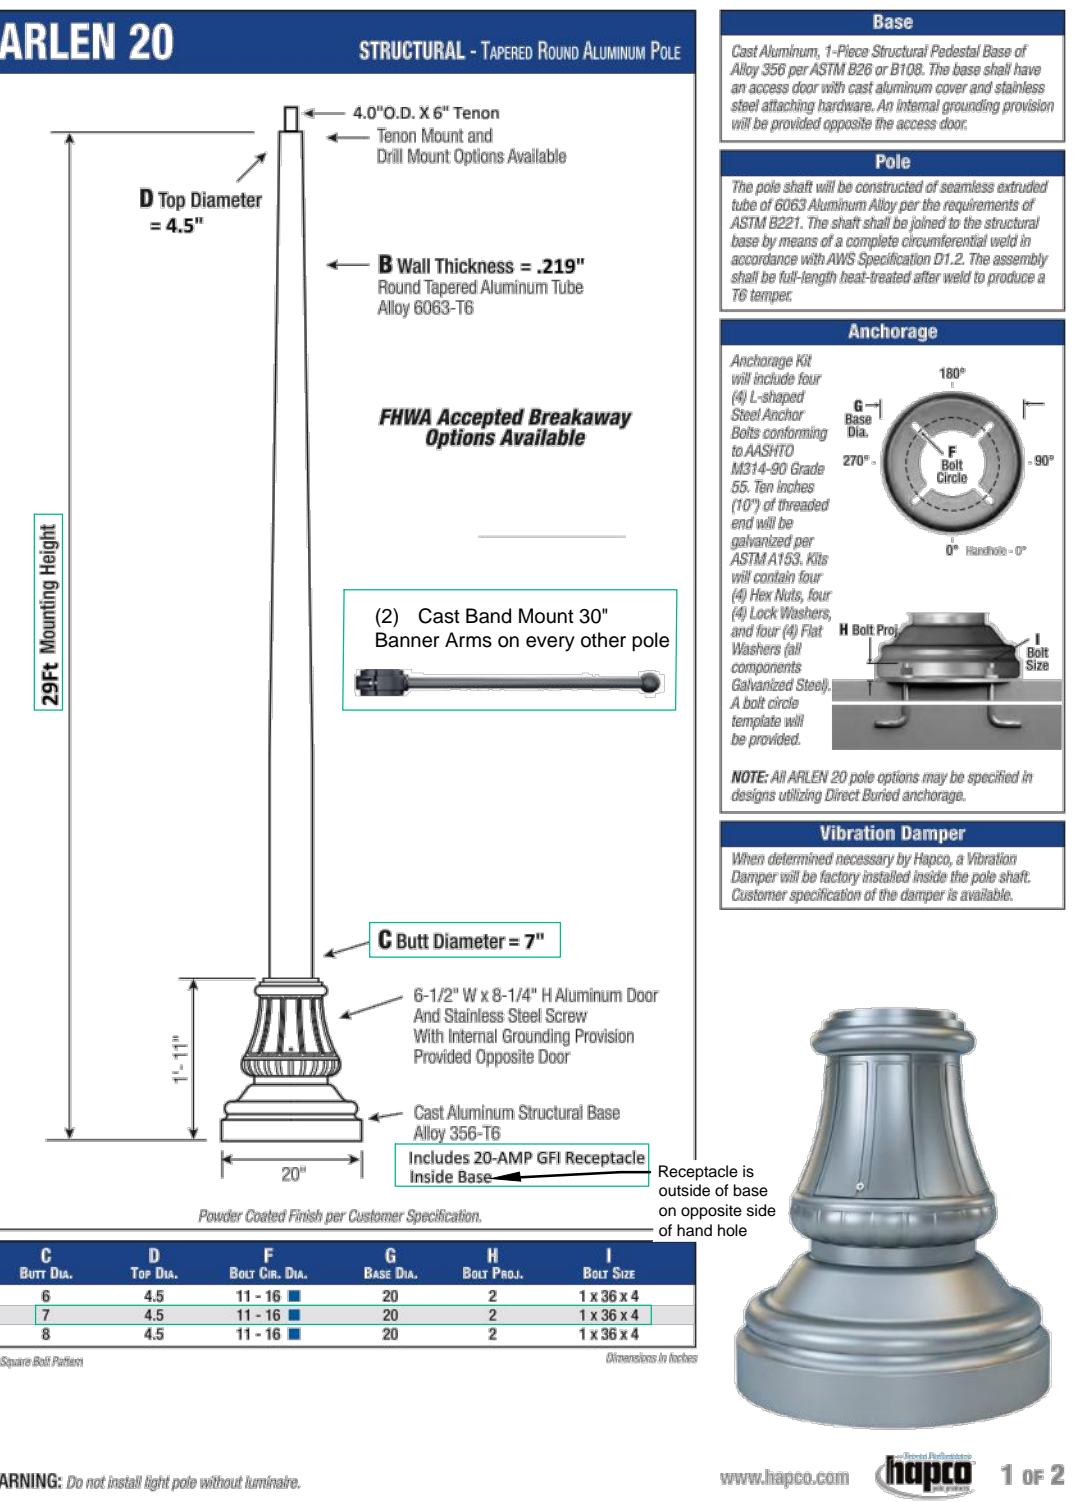 ARLEN 20
STRUCTURAL - TAPERED ROUND ALUMINUM POLE
4.0"O.D. X 6" Tenon
Tenon Mount and
Drill Mount Options Available
D Top Diameter
= 4.5"
B Wall Thickness = .219"
Round Tapered Aluminum Tube
Alloy 6063-T6
FHWA Accepted Breakaway
Options Available
29Ft Mounting Height
(2) Cast Band Mount 30"
Banner Arms on every other pole
C Butt Diameter = 7"
6-1/2" W x 8-1/4" H Aluminum Door
And Stainless Steel Screw
With Internal Grounding Provision
Provided Opposite Door
1'- 11"
Cast Aluminum Structural Base
Alloy 356-T6
Includes 20-AMP GFI Receptacle
Inside Base
20"
Receptacle is
outside of base
on opposite side
of hand hole
Powder Coated Finish per Customer Specification.
C D F G H I
BUTT DIA. TOP DIA. BOLT CIR. DIA. BASE DIA. BOLT PROJ. BOLT SIZE
6 4.5 11 - 16 ■ 20 2 1 x 36 x 4
7 4.5 11 - 16 ■ 20 2 1 x 36 x 4
8 4.5 11 - 16 ■ 20 2 1 x 36 x 4
Square Bolt Pattern
Dimensions in Inches
Base
Cast Aluminum, 1-Piece Structural Pedestal Base of
Alloy 356 per ASTM B26 or B108. The base shall have
an access door with cast aluminum cover and stainless
steel attaching hardware. An internal grounding provision
will be provided opposite the access door.
Pole
The pole shaft will be constructed of seamless extruded
tube of 6063 Aluminum Alloy per the requirements of
ASTM B221. The shaft shall be joined to the structural
base by means of a complete circumferential weld in
accordance with AWS Specification D1.2. The assembly
shall be full-length heat-treated after weld to produce a
T6 temper.
Anchorage
Anchorage Kit
will include four
(4) L-shaped
Steel Anchor
Bolts conforming
to AASHTO
M314-90 Grade
55. Ten inches
(10") of threaded
end will be
galvanized per
ASTM A153. Kits
will contain four
(4) Hex Nuts, four
(4) Lock Washers,
and four (4) Flat
Washers (all
components
Galvanized Steel).
A bolt circle
template will
be provided.
180°
G
Base
Dia.
F
Bolt
Circle
270°
90°
0° Handhole - 0°
H Bolt Proj.
I
Bolt
Size
NOTE: All ARLEN 20 pole options may be specified in
designs utilizing Direct Buried anchorage.
Vibration Damper
When determined necessary by Hapco, a Vibration
Damper will be factory installed inside the pole shaft.
Customer specification of the damper is available.
ARNING: Do not install light pole without luminaire.
www.hapco.com
hapco
pole products
1 OF 2